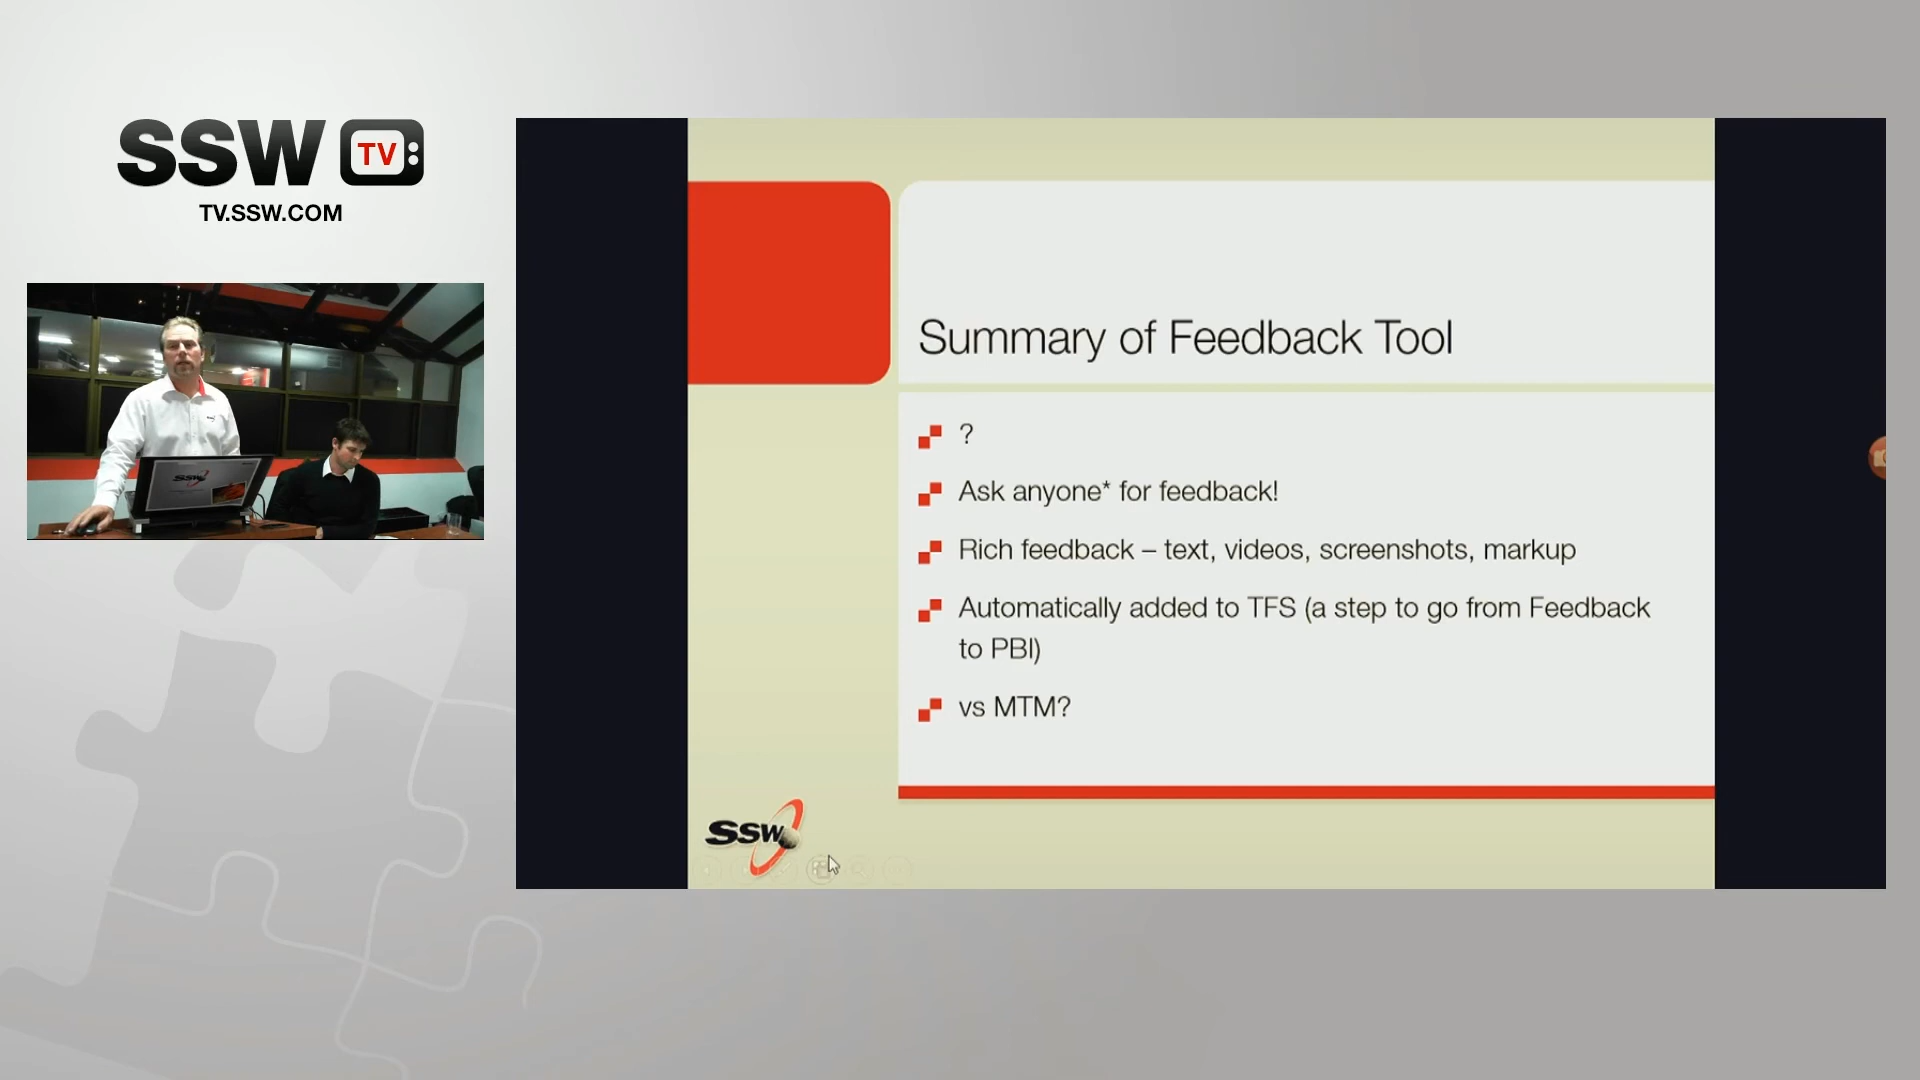 SSW TV:
TV.SSW.COM
SSW
Summary of Feedback Tool
?
Ask anyone* for feedback!
Rich feedback – text, videos, screenshots, markup
Automatically added to TFS (a step to go from Feedback
to PBI)
vs MTM?
SSW